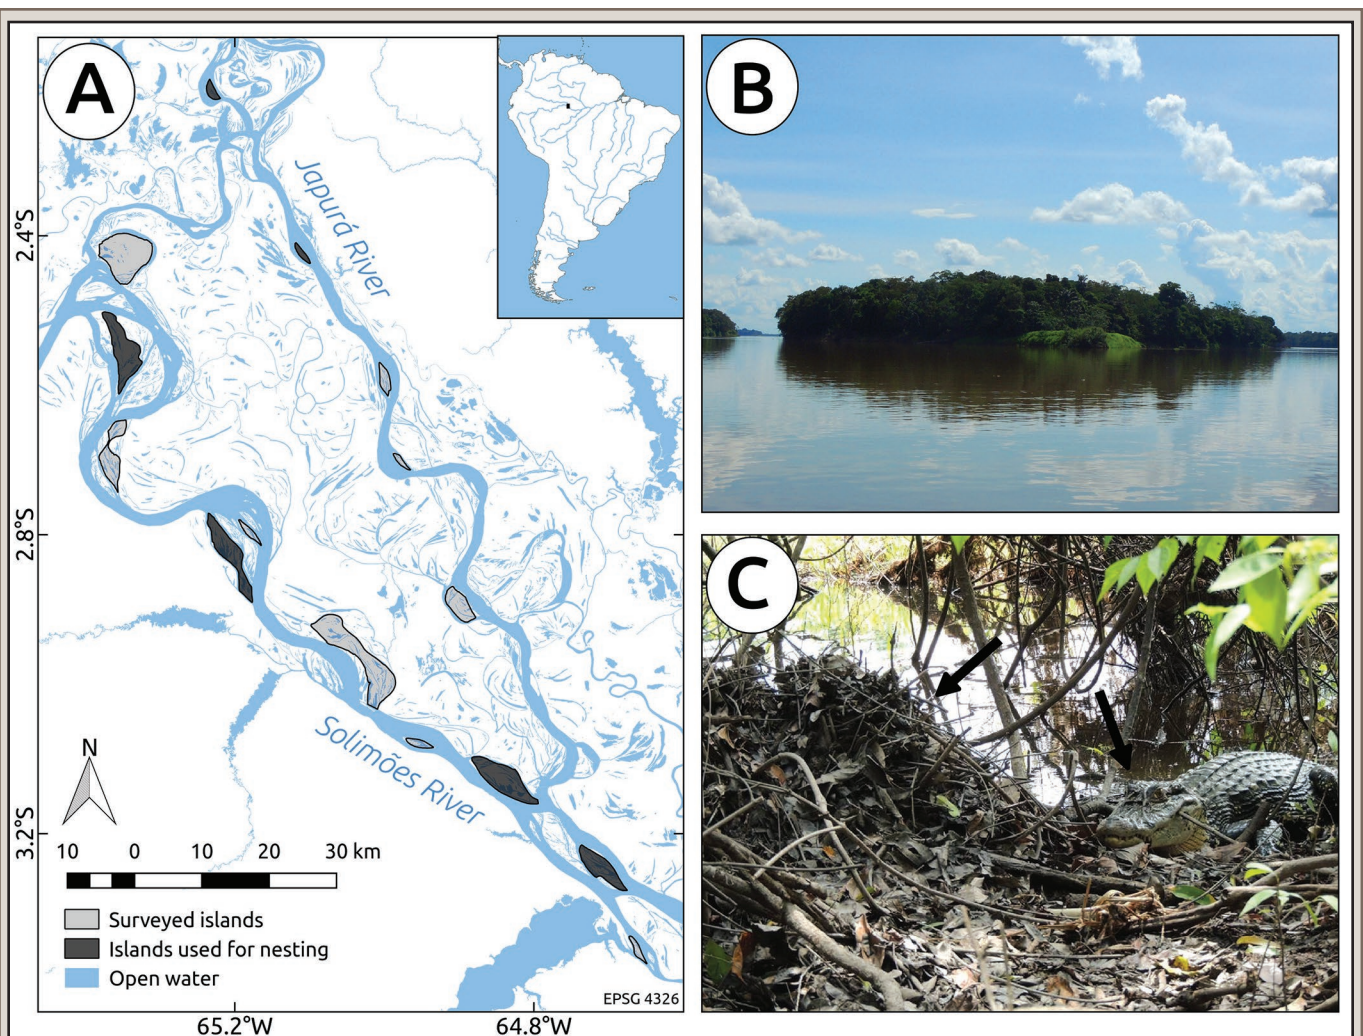 A
B
C
Japurá River
Solimões River
2.4°S
2.8°S
3.2°S
N
10 0 10 20 30 km
Surveyed islands
Islands used for nesting
Open water
EPSG 4326
65.2°W 64.8°W